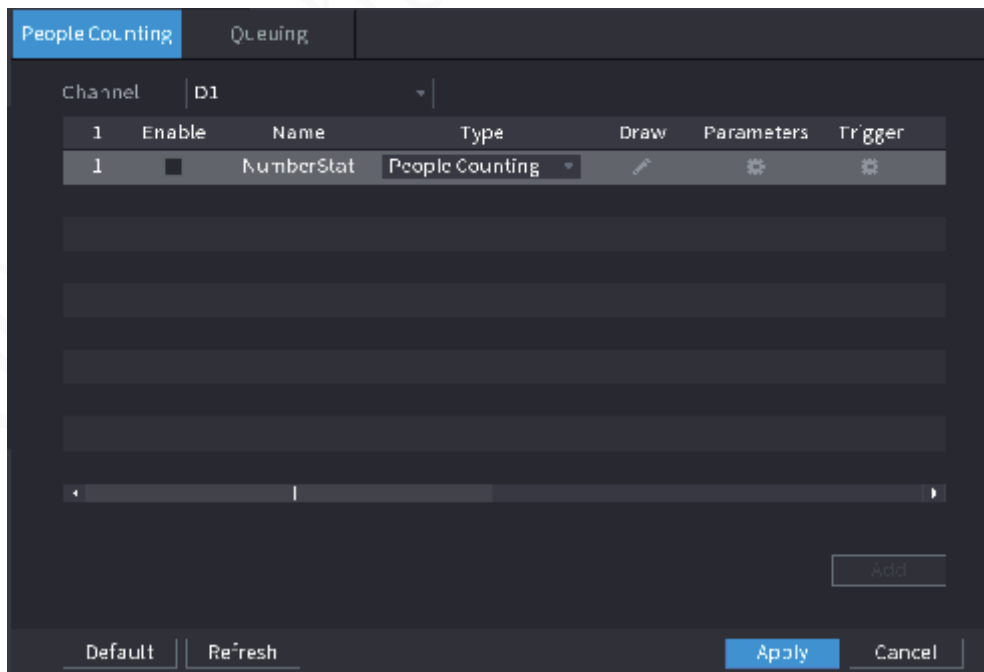 People Counting Queuing
Channel D1
1 Enable Name Type Draw Parameters Trigger
1 NumberStat People Counting
Add
Default Refresh Apply Cancel